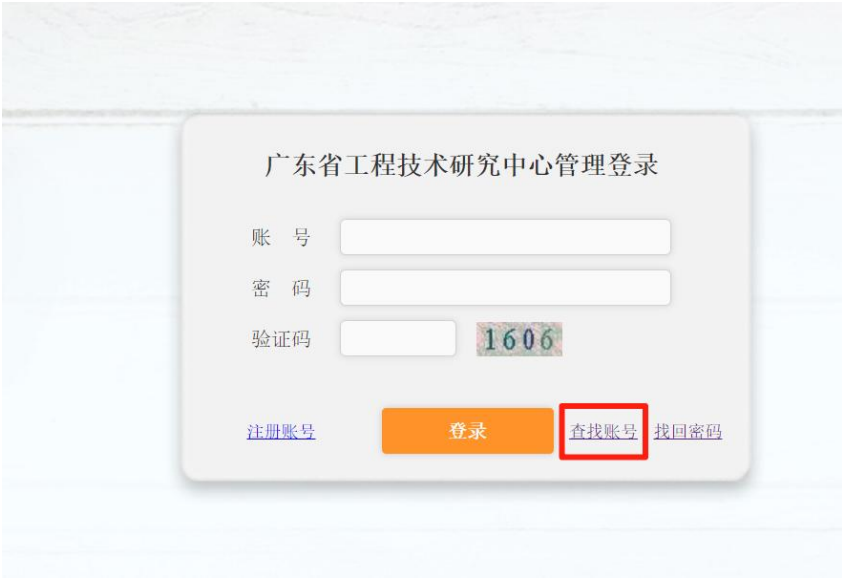 广东省工程技术研究中心管理登录
账 号
密 码
验证码 1606
注册账号 登录 查找账号 找回密码